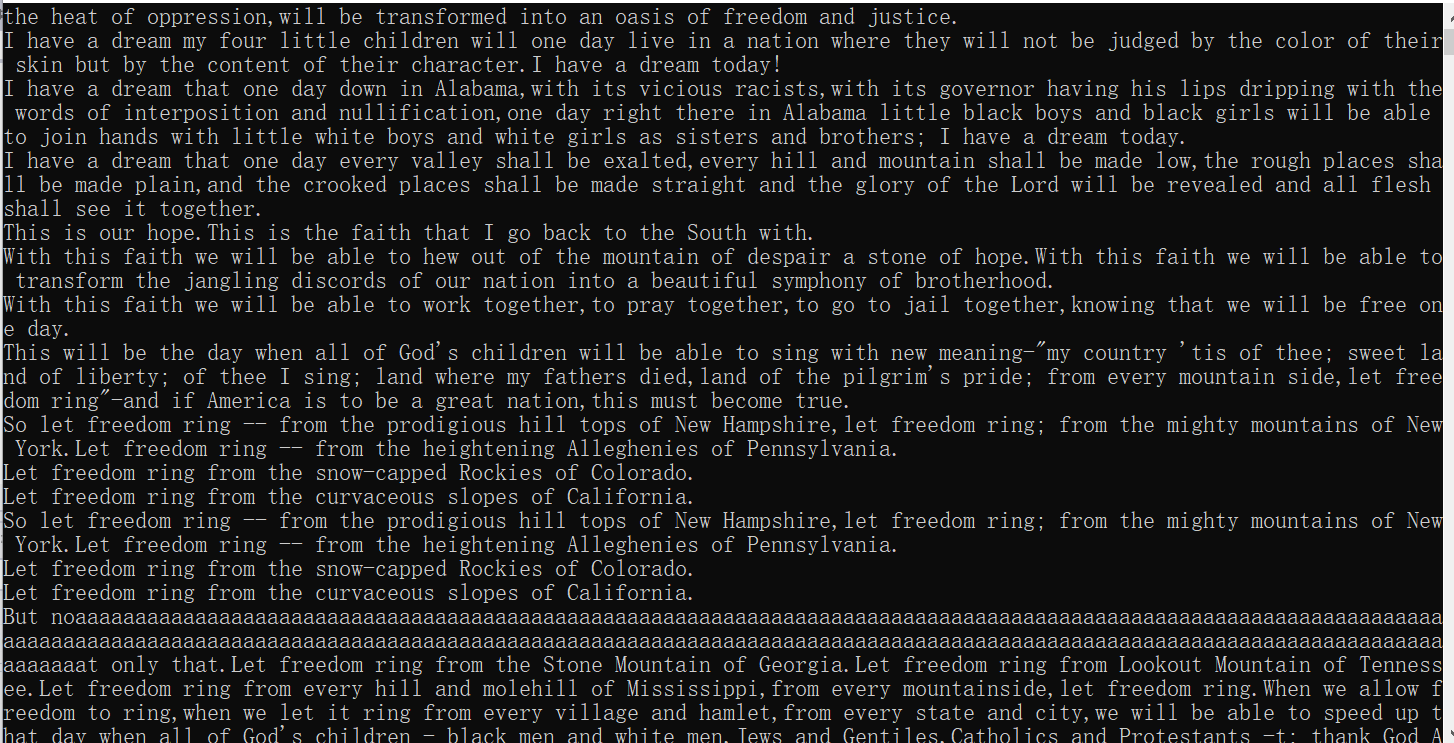 the heat of oppression,will be transformed into an oasis of freedom and justice.
I have a dream my four little children will one day live in a nation where they will not be judged by the color of their
skin but by the content of their character.I have a dream today!
I have a dream that one day down in Alabama,with its vicious racists,with its governor having his lips dripping with the
words of interposition and nullification,one day right there in Alabama little black boys and black girls will be able
to join hands with little white boys and white girls as sisters and brothers; I have a dream today.
I have a dream that one day every valley shall be exalted,every hill and mountain shall be made low,the rough places sha
ll be made plain,and the crooked places shall be made straight and the glory of the Lord will be revealed and all flesh
shall see it together.
This is our hope.This is the faith that I go back to the South with.
With this faith we will be able to hew out of the mountain of despair a stone of hope.With this faith we will be able to
transform the jangling discords of our nation into a beautiful symphony of brotherhood.
With this faith we will be able to work together,to pray together,to go to jail together,knowing that we will be free on
e day.
This will be the day when all of God's children will be able to sing with new meaning-"my country 'tis of thee; sweet la
nd of liberty; of thee I sing; land where my fathers died,land of the pilgrim's pride; from every mountain side,let free
dom ring"-and if America is to be a great nation,this must become true.
So let freedom ring -- from the prodigious hill tops of New Hampshire,let freedom ring; from the mighty mountains of New
York.Let freedom ring -- from the heightening Alleghenies of Pennsylvania.
Let freedom ring from the snow-capped Rockies of Colorado.
Let freedom ring from the curvaceous slopes of California.
So let freedom ring -- from the prodigious hill tops of New Hampshire,let freedom ring; from the mighty mountains of New
York.Let freedom ring -- from the heightening Alleghenies of Pennsylvania.
Let freedom ring from the snow-capped Rockies of Colorado.
Let freedom ring from the curvaceous slopes of California.
But noaaaaaaaaaaaaaaaaaaaaaaaaaaaaaaaaaaaaaaaaaaaaaaaaaaaaaaaaaaaaaaaaaaaaaaaaaaaaaaaaaaaaaaaaaaaaaaaaaaaaaaaaaaaaaaaaaa
aaaaaaaaaaaaaaaaaaaaaaaaaaaaaaaaaaaaaaaaaaaaaaaaaaaaaaaaaaaaaaaaaaaaaaaaaaaaaaaaaaaaaaaaaaaaaaaaaaaaaaaaaaaaaaaaaaaaaaaa
aaaaaaat only that.Let freedom ring from the Stone Mountain of Georgia.Let freedom ring from Lookout Mountain of Tenness
ee.Let freedom ring from every hill and molehill of Mississippi,from every mountainside,let freedom ring.When we allow f
reedom to ring,when we let it ring from every village and hamlet,from every state and city,we will be able to speed up t
hat day when all of God's children - black men and white men,Jews and Gentiles,Catholics and Protestants -t; thank God A